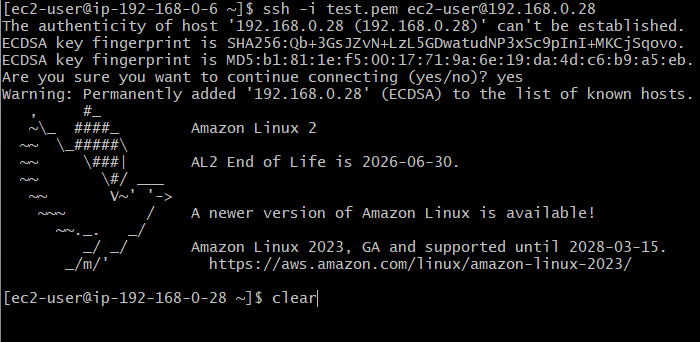 [ec2-user@ip-192-168-0-6 ~]$ ssh -i test.pem ec2-user@192.168.0.28
The authenticity of host '192.168.0.28 (192.168.0.28)' can't be established.
ECDSA key fingerprint is SHA256:Qb+3GsJZvN+LzL5GDwatudNP3xSc9pInI+MKCjSqovo.
ECDSA key fingerprint is MD5:b1:81:1e:f5:00:17:71:9a:6e:19:da:4d:c6:b9:a5:eb.
Are you sure you want to continue connecting (yes/no)? yes
Warning: Permanently added '192.168.0.28' (ECDSA) to the list of known hosts.
   ,     #_
   ~\_  ####_        Amazon Linux 2
  ~~  \_#####\
  ~~     \###|       AL2 End of Life is 2026-06-30.
  ~~       \#/ ___
   ~~       V~' '->
    ~~~         /    A newer version of Amazon Linux is available!
      ~~._.   _/
         _/ _/       Amazon Linux 2023, GA and supported until 2028-03-15.
       _/m/'           https://aws.amazon.com/linux/amazon-linux-2023/
[ec2-user@ip-192-168-0-28 ~]$ clear